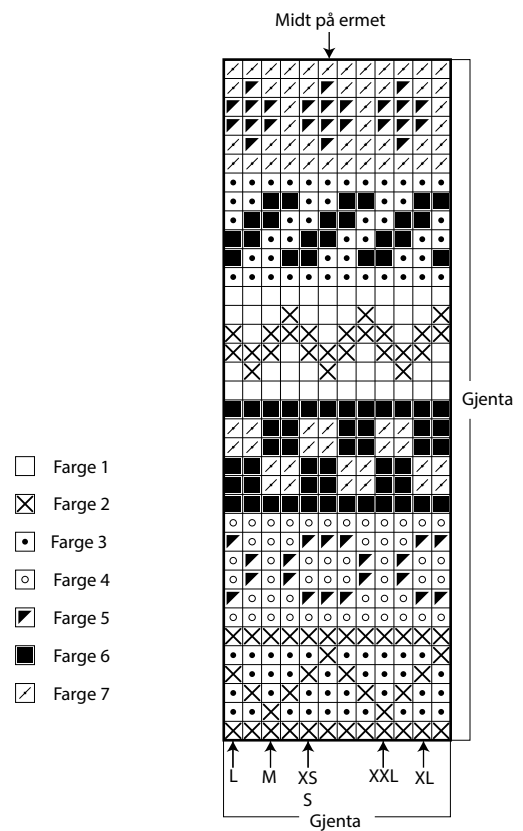 Midt på ermet
Gjenta
Farge 1
Farge 2
Farge 3
Farge 4
Farge 5
Farge 6
Farge 7
L M XS XXL XL
S
Gjenta